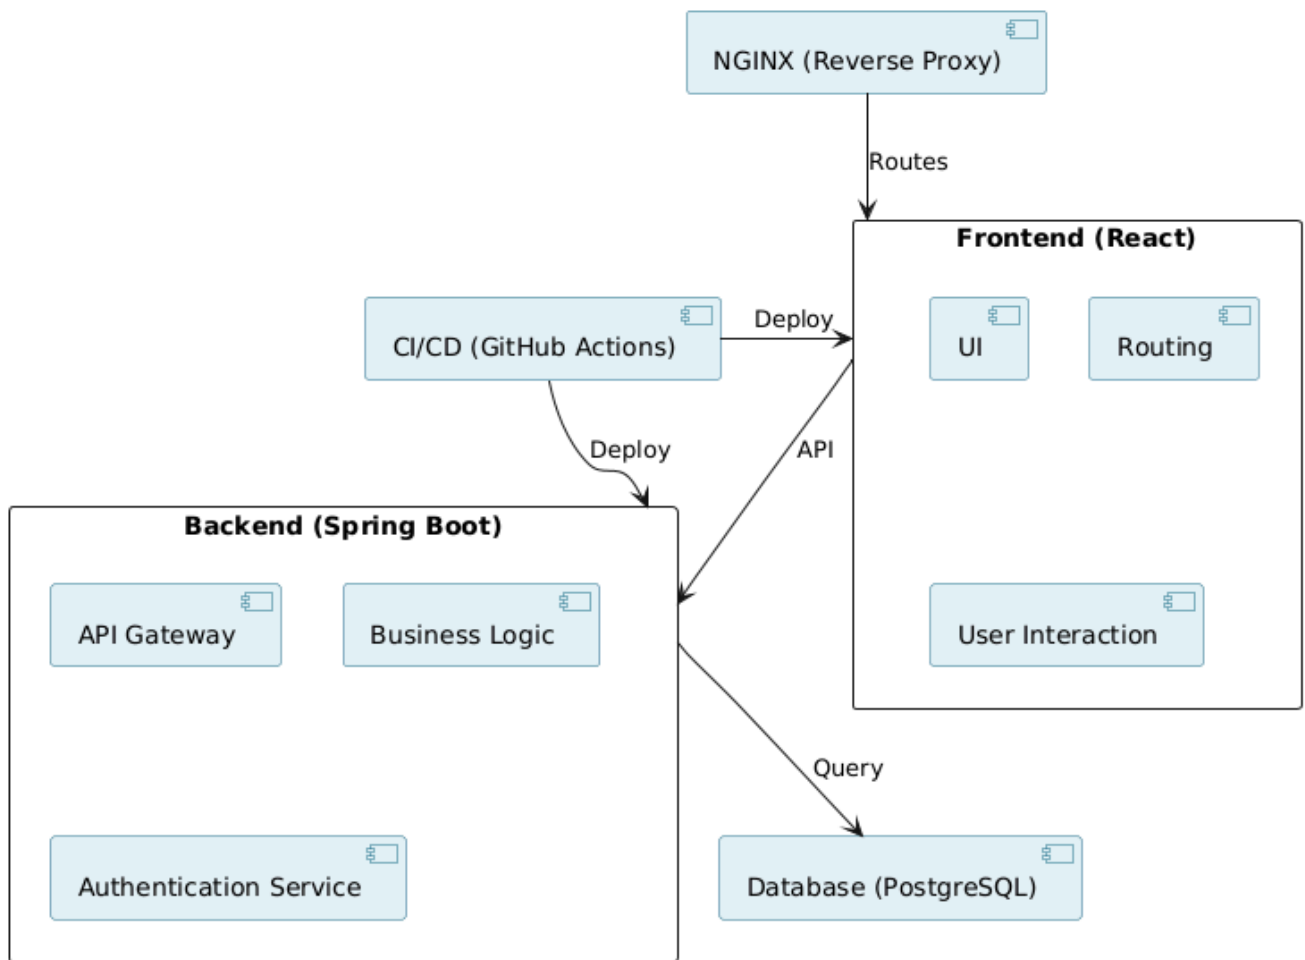 NGINX (Reverse Proxy)
Routes
Frontend (React)
UI
Routing
User Interaction
CI/CD (GitHub Actions)
Deploy
Deploy
API
Backend (Spring Boot)
API Gateway
Business Logic
Authentication Service
Query
Database (PostgreSQL)